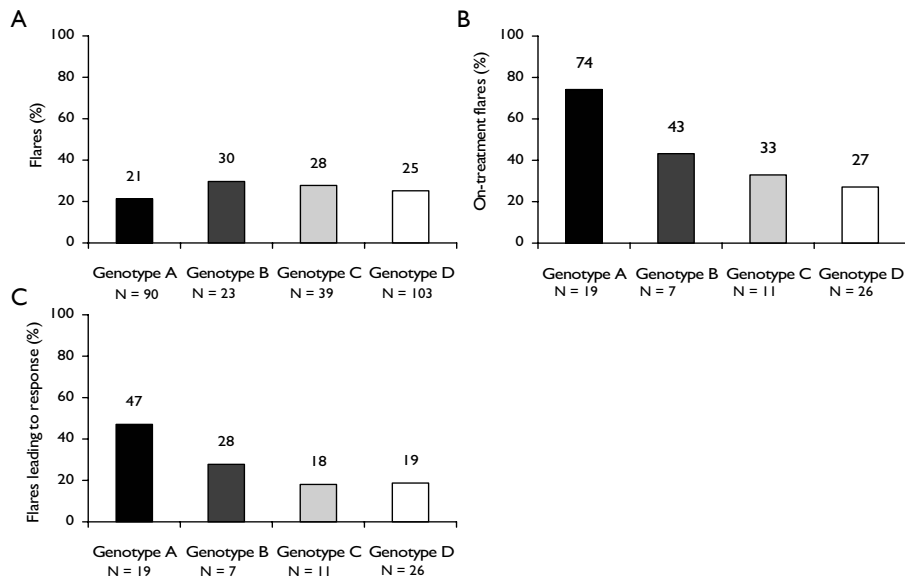 A
Flares (%)
100
80
60
40
20
0
21
30
28
25
Genotype A
Genotype B
Genotype C
Genotype D
N = 90
N = 23
N = 39
N = 103
B
On-treatment flares (%)
100
80
60
40
20
0
74
43
33
27
Genotype A
Genotype B
Genotype C
Genotype D
N = 19
N = 7
N = 11
N = 26
C
Flares leading to response (%)
100
80
60
40
20
0
47
28
18
19
Genotype A
Genotype B
Genotype C
Genotype D
N = 19
N = 7
N = 11
N = 26